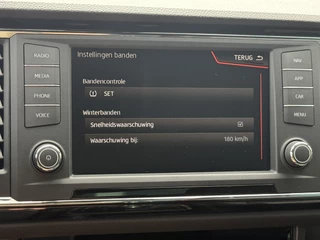 Instellingen banden
TERUG
RADIO
MEDIA
PHONE
VOICE
Bandencontrole
SET
Winterbanden
Snelheidswaarschuwing
Waarschuwing bij: 180 km/h
NAV
APP
CAR
MENU